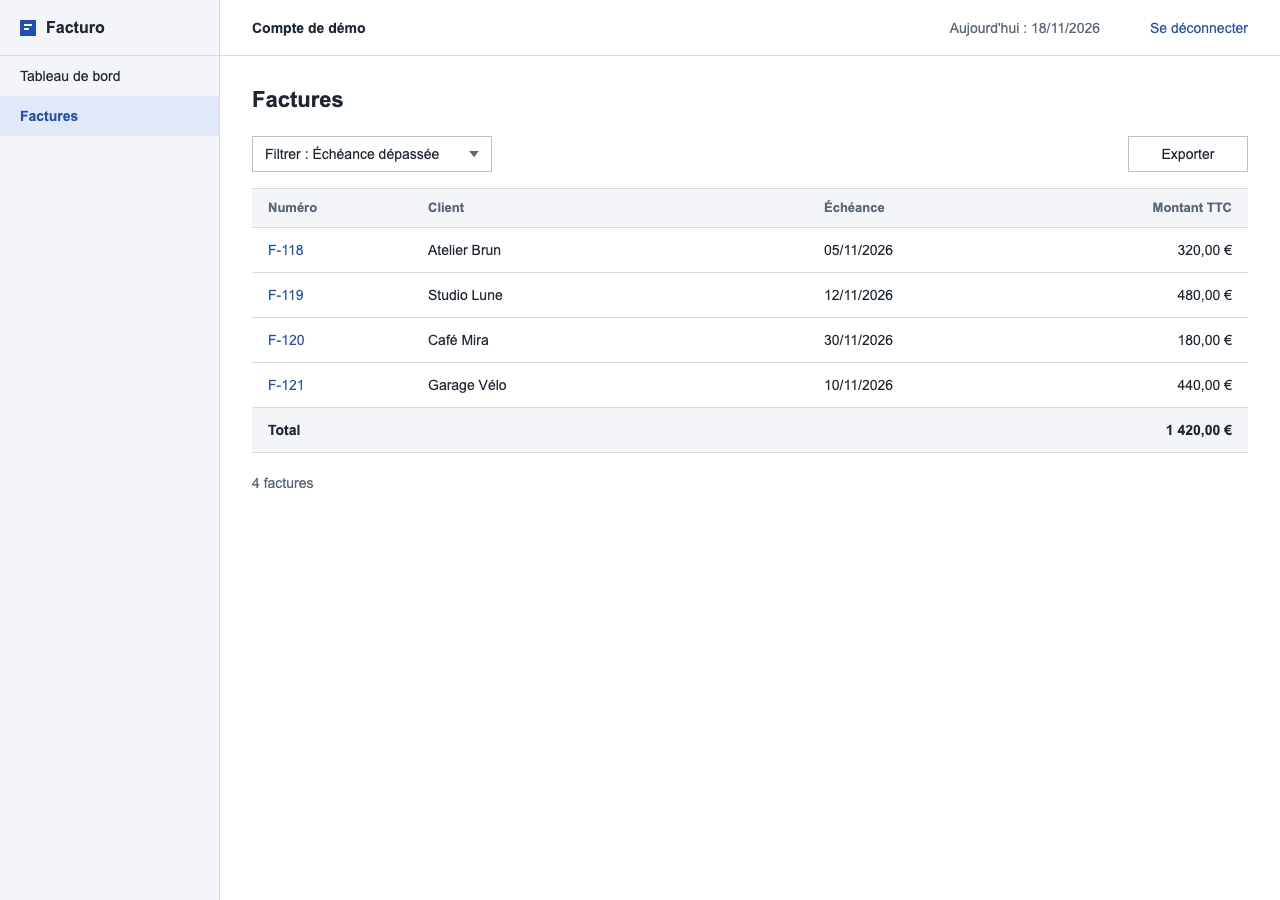 Facturo
Compte de démo
Aujourd'hui : 18/11/2026
Se déconnecter
Tableau de bord
Factures
Factures
Filtrer : Échéance dépassée
Exporter
Numéro Client Échéance Montant TTC
F-118 Atelier Brun 05/11/2026 320,00 €
F-119 Studio Lune 12/11/2026 480,00 €
F-120 Café Mira 30/11/2026 180,00 €
F-121 Garage Vélo 10/11/2026 440,00 €
Total 1 420,00 €
4 factures